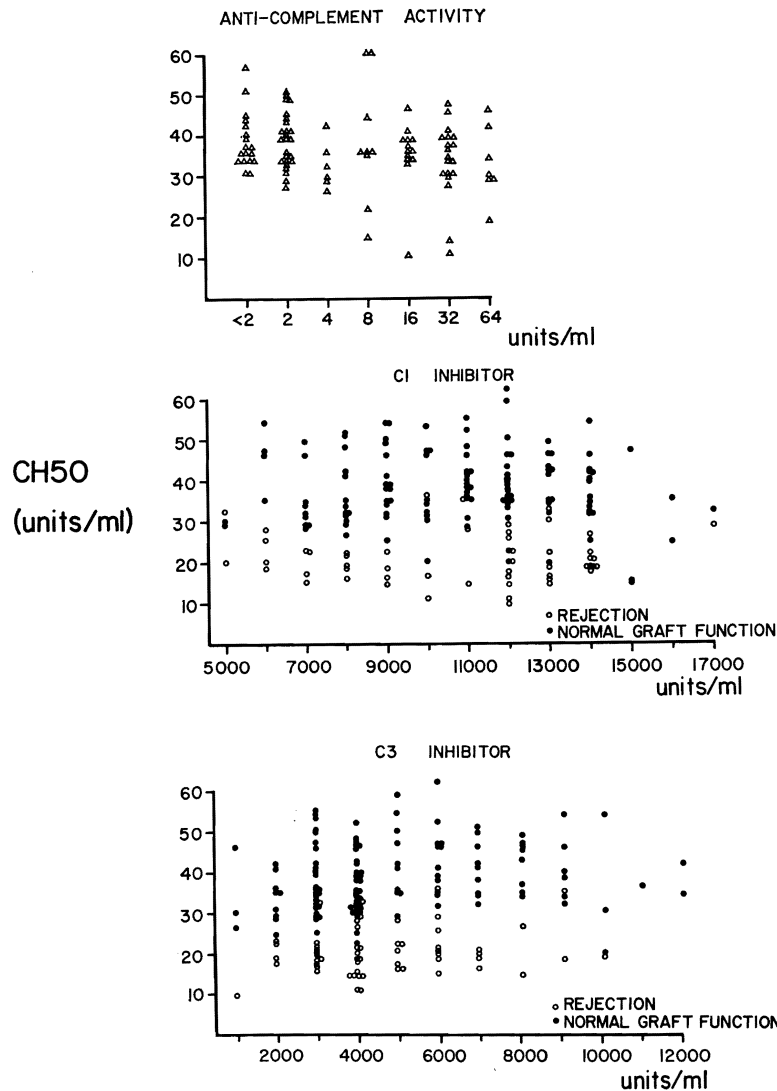 ANTI-COMPLEMENT ACTIVITY
60
50
40
30
20
10
<2 2 4 8 16 32 64
units/ml
C1 INHIBITOR
CH50
(units/ml)
60
50
40
30
20
10
○ REJECTION
● NORMAL GRAFT FUNCTION
5000 7000 9000 11000 13000 15000 17000
units/ml
C3 INHIBITOR
60
50
40
30
20
10
○ REJECTION
● NORMAL GRAFT FUNCTION
2000 4000 6000 8000 10000 12000
units/ml